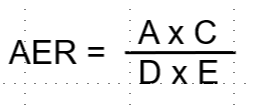 AER = A x C
D x E